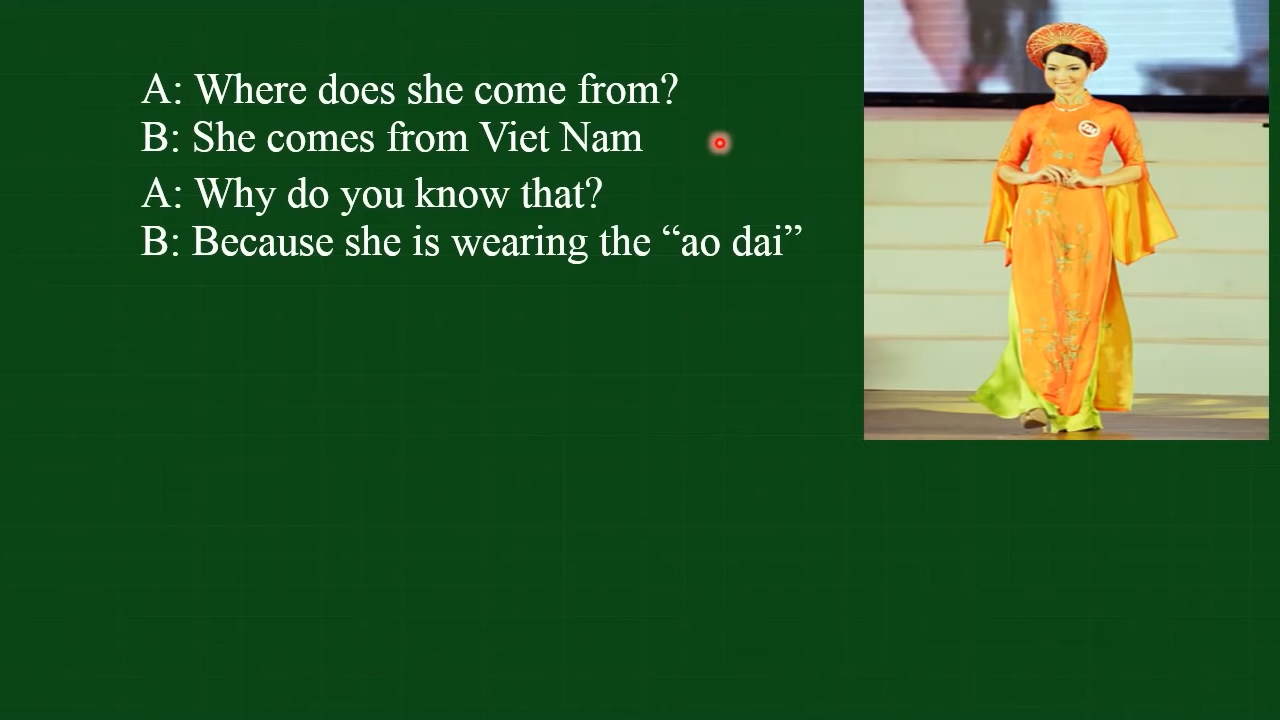 A: Where does she come from?
B: She comes from Viet Nam
A: Why do you know that?
B: Because she is wearing the “ao dai”